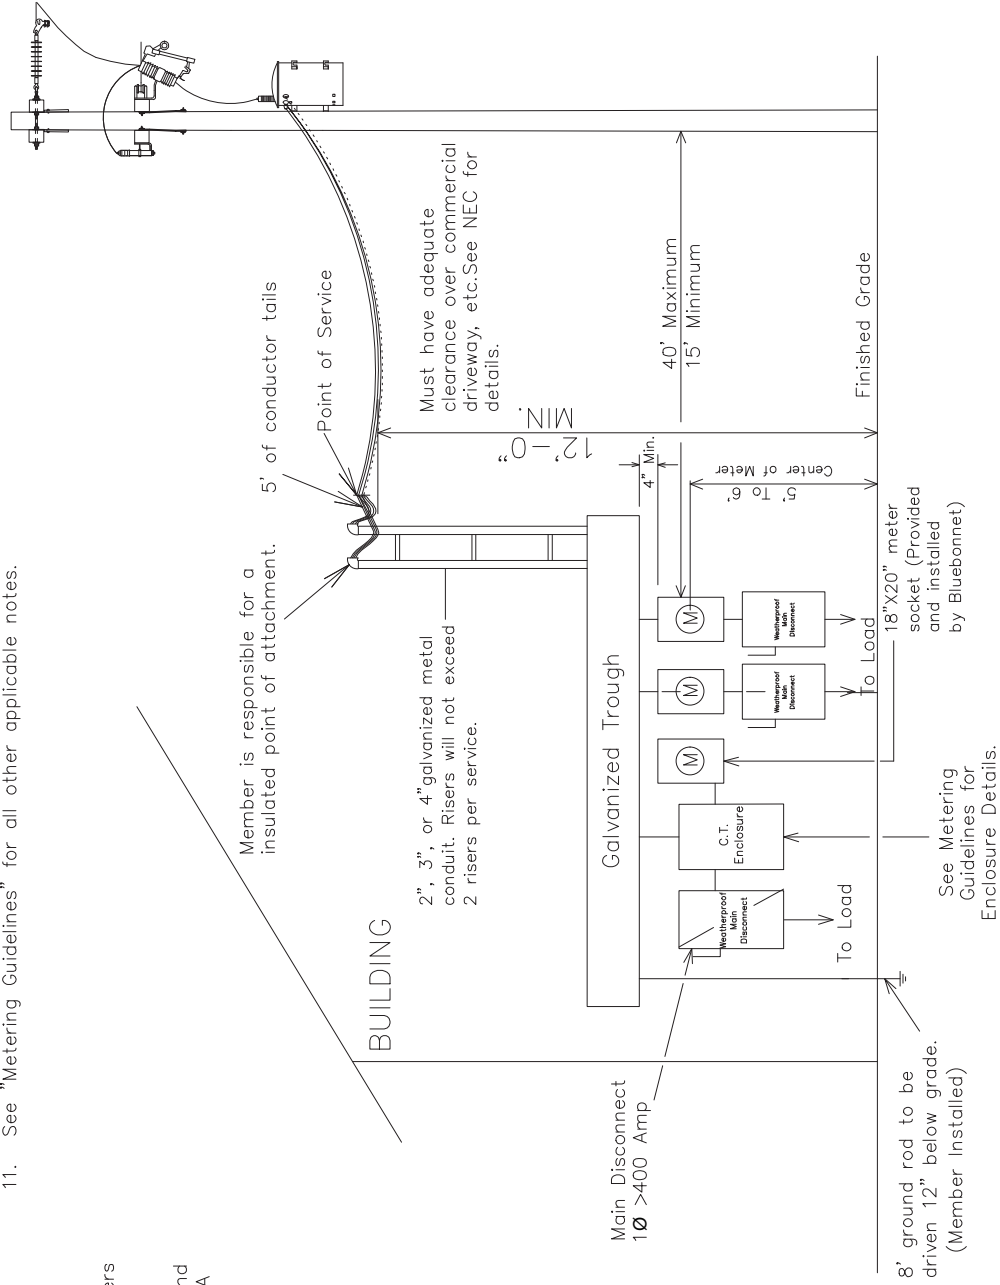 11. See "Metering Guidelines" for all other applicable notes.
ers
nd
A
BUILDING
Member is responsible for a
insulated point of attachment.
5' of conductor tails
Point of Service
2", 3", or 4"galvanized metal
conduit. Risers will not exceed
2 risers per service.
Must have adequate
clearance over commercial
driveway, etc.See NEC for
details.
12'-0"
MIN.
4" Min.
40' Maximum
15' Minimum
5' To 6'
Center of Meter
Finished Grade
Galvanized Trough
Main Disconnect
1Ø >400 Amp
Weatherproof
Main
Disconnect
C.T.
Enclosure
M
M
M
Weatherproof
Main
Disconnect
Weatherproof
Main
Disconnect
To Load
To Load
18"X20" meter
socket (Provided
and installed
by Bluebonnet)
See Metering
Guidelines for
Enclosure Details.
8' ground rod to be
driven 12" below grade.
(Member Installed)